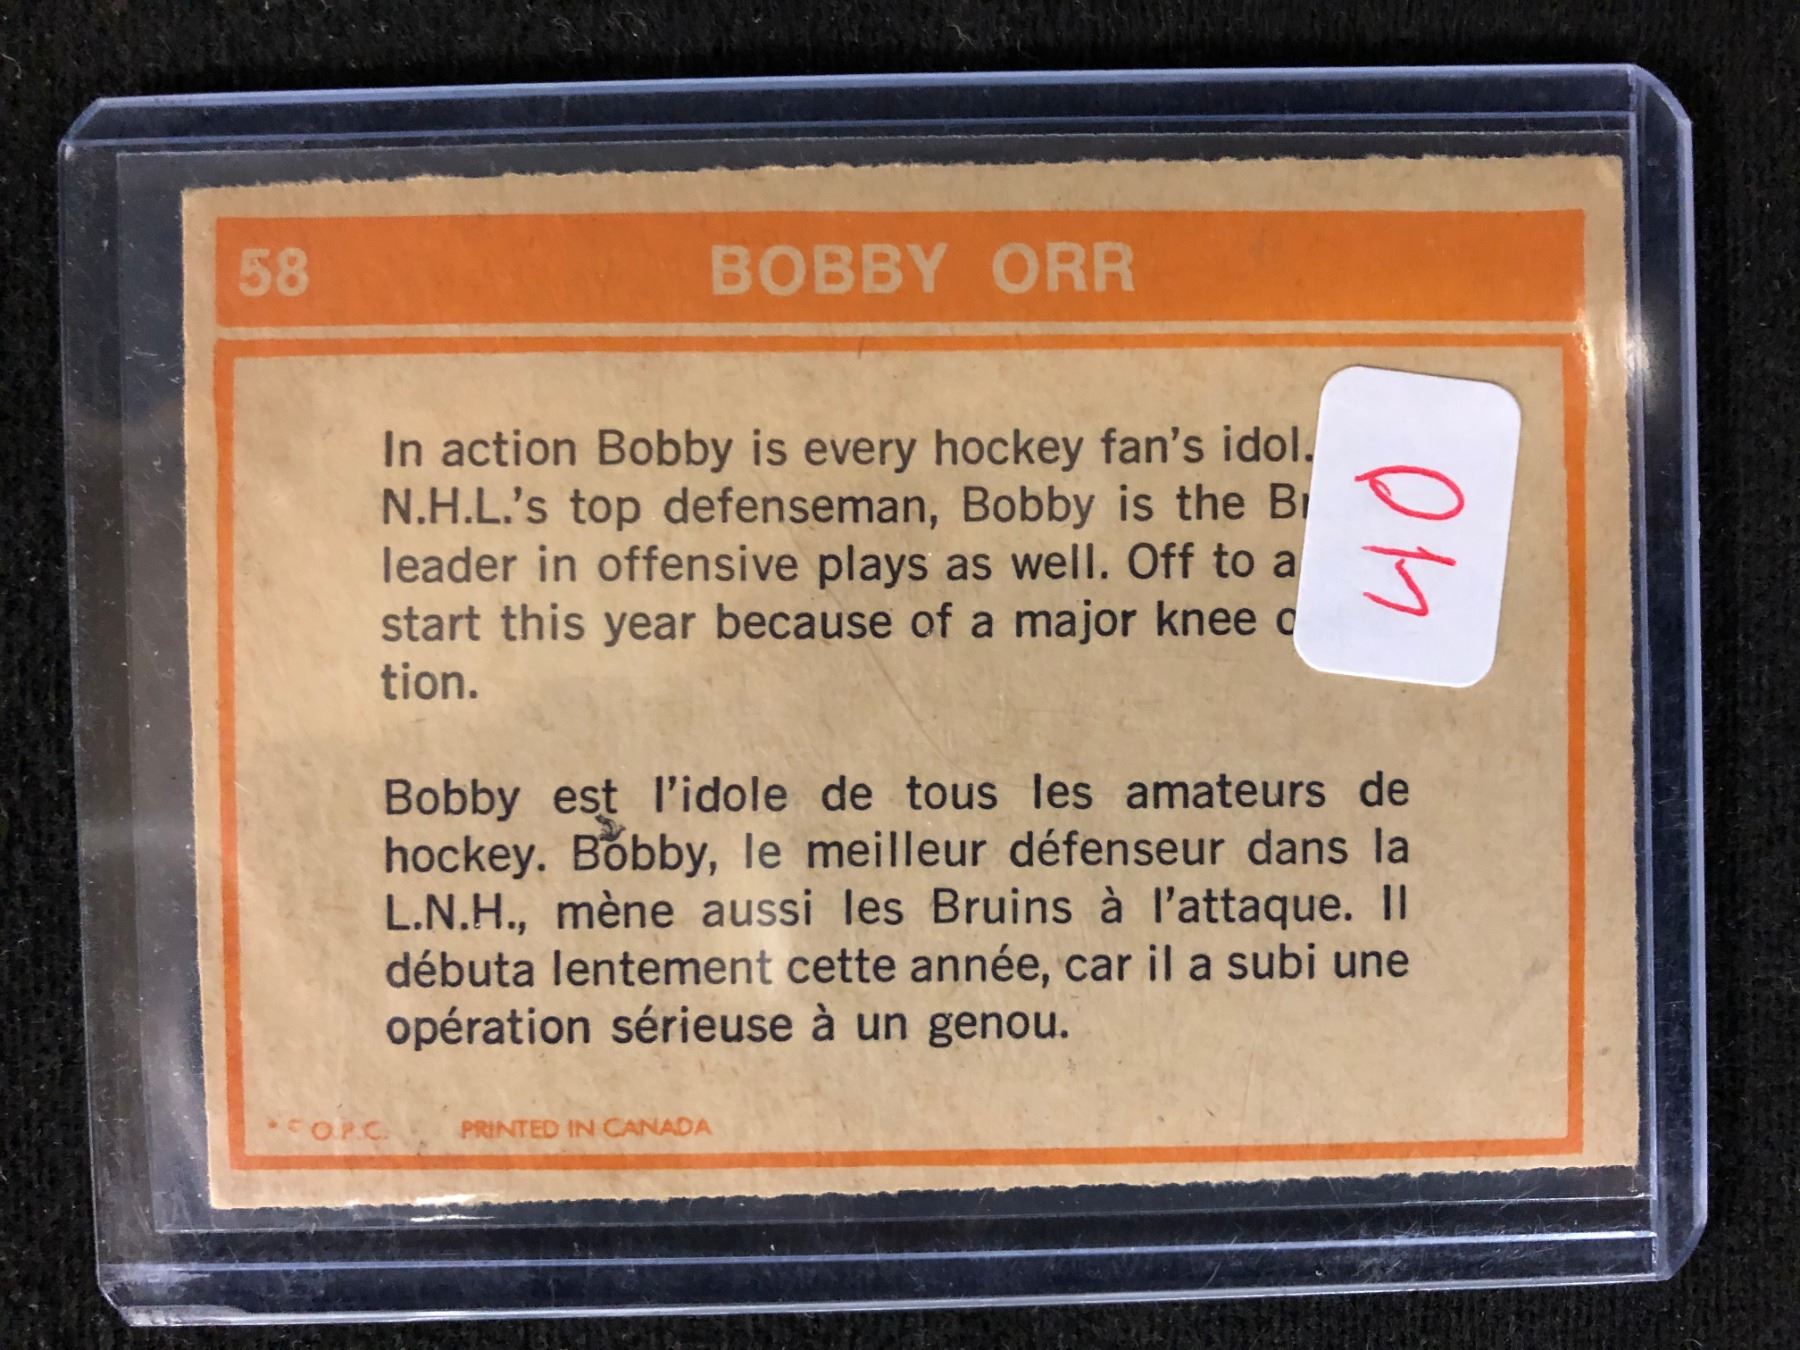 58 BOBBY ORR
In action Bobby is every hockey fan's idol.
N.H.L.'s top defenseman, Bobby is the
leader in offensive plays as well. Off to a
start this year because of a major knee
tion.
Bobby est l'idole de tous les amateurs de
hockey. Bobby, le meilleur défenseur dans la
L.N.H., mène aussi les Bruins à l'attaque. Il
débuta lentement cette année, car il a subi une
opération sérieuse à un genou.
* © O.P.C. PRINTED IN CANADA